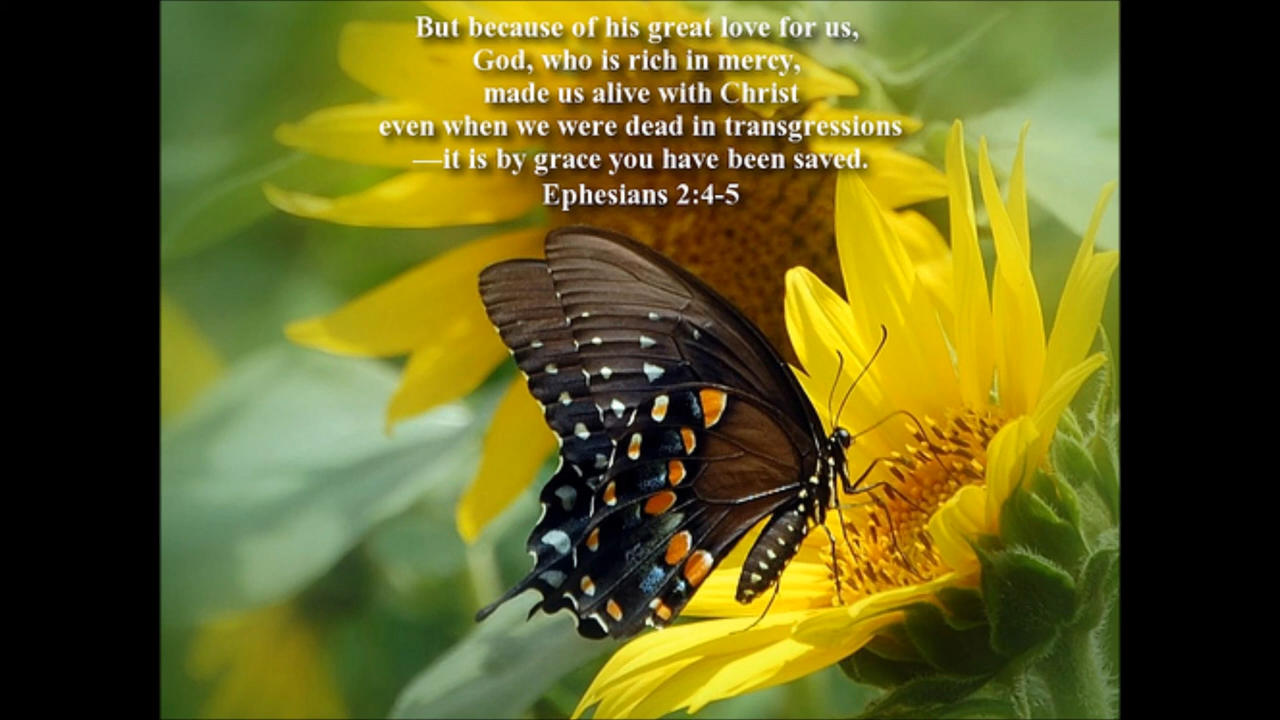 But because of his great love for us,
God, who is rich in mercy,
made us alive with Christ
even when we were dead in transgressions
—it is by grace you have been saved.
Ephesians 2:4-5